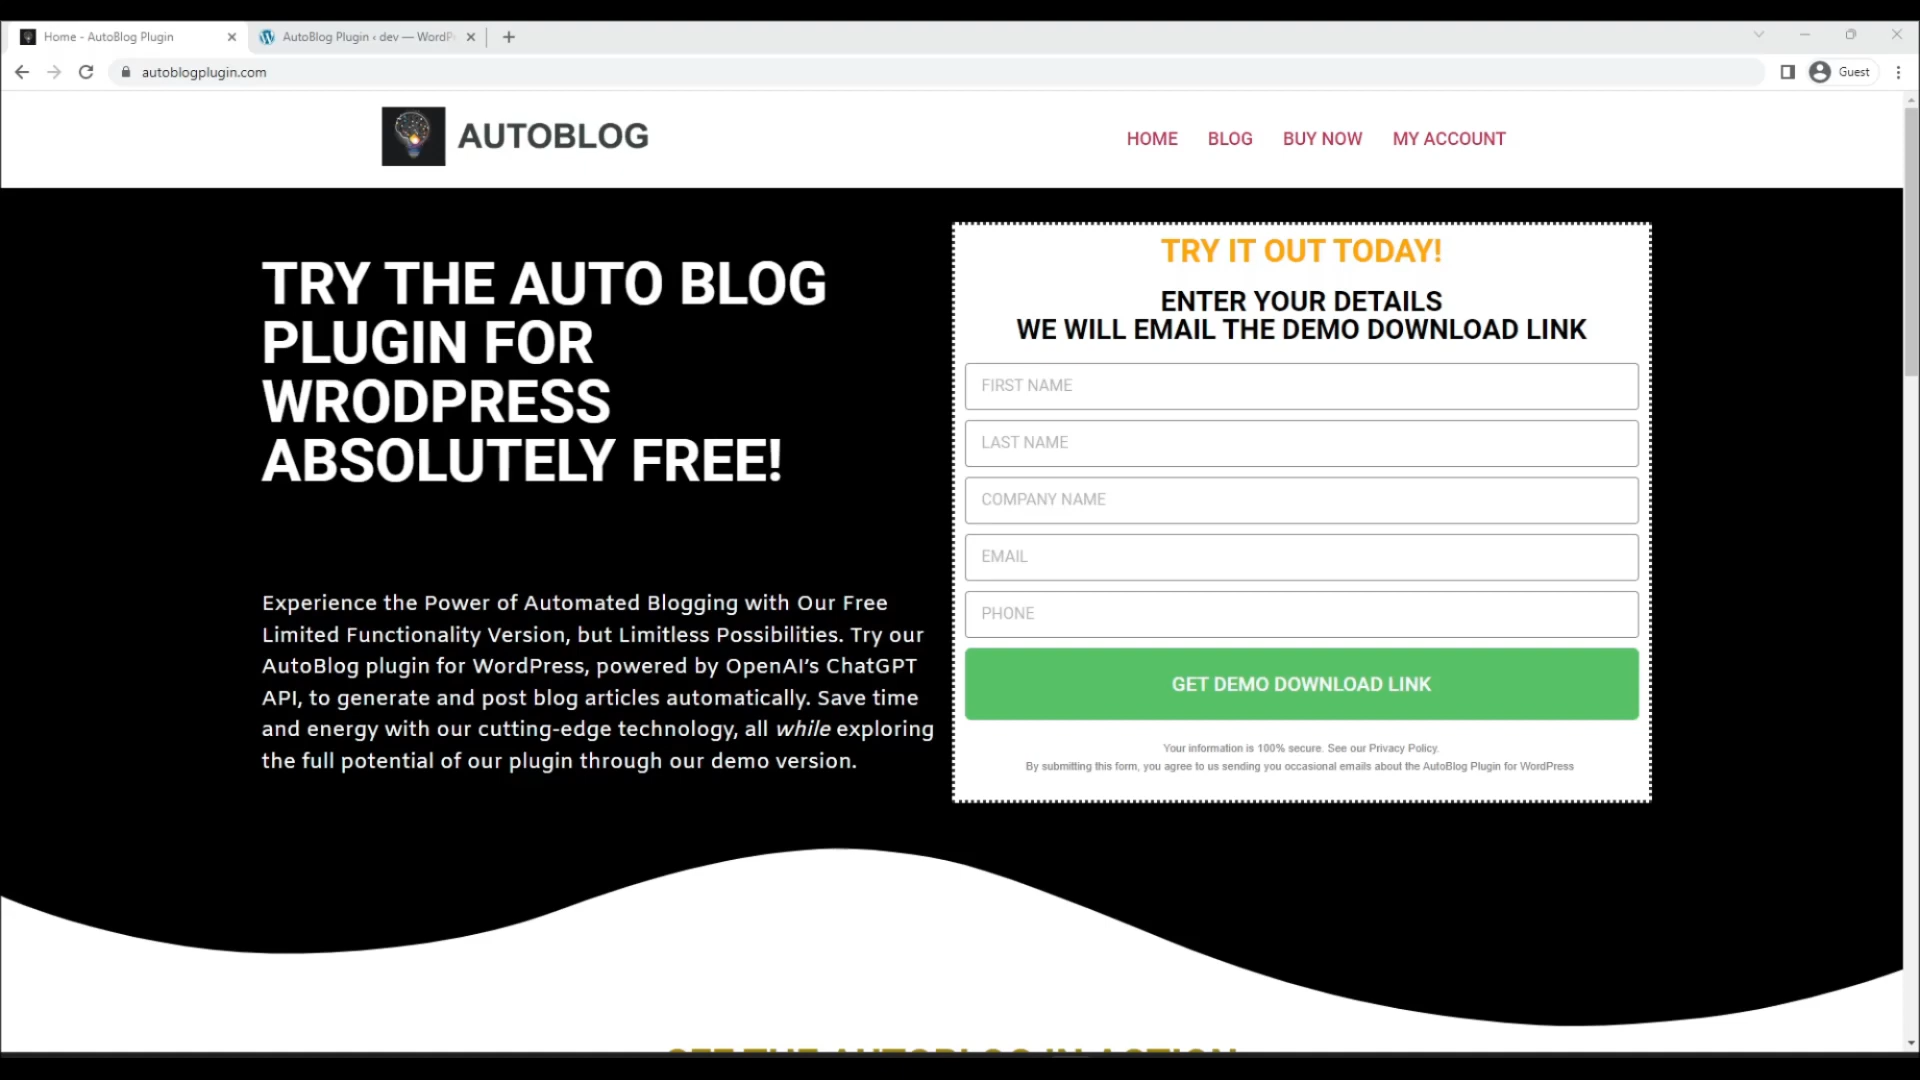 Home - AutoBlog Plugin
AutoBlog Plugin ‹ dev — WordP
autoblogplugin.com
Guest
AUTOBLOG
HOME BLOG BUY NOW MY ACCOUNT
TRY THE AUTO BLOG
PLUGIN FOR
WRODPRESS
ABSOLUTELY FREE!
Experience the Power of Automated Blogging with Our Free
Limited Functionality Version, but Limitless Possibilities. Try our
AutoBlog plugin for WordPress, powered by OpenAI’s ChatGPT
API, to generate and post blog articles automatically. Save time
and energy with our cutting-edge technology, all while exploring
the full potential of our plugin through our demo version.
TRY IT OUT TODAY!
ENTER YOUR DETAILS
WE WILL EMAIL THE DEMO DOWNLOAD LINK
FIRST NAME
LAST NAME
COMPANY NAME
EMAIL
PHONE
GET DEMO DOWNLOAD LINK
Your information is 100% secure. See our Privacy Policy.
By submitting this form, you agree to us sending you occasional emails about the AutoBlog Plugin for WordPress
SEE THE AUTOBLOG IN ACTION